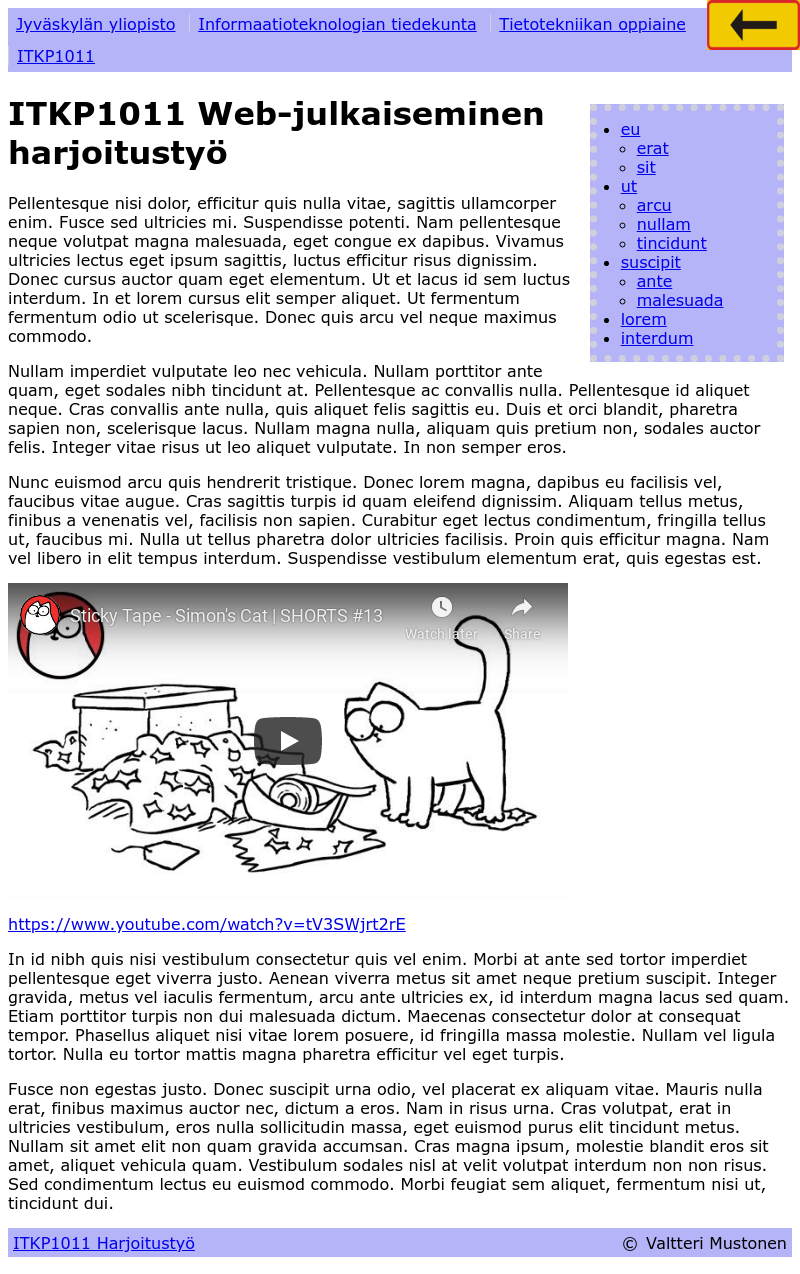 Jyväskylän yliopisto Informaatioteknologian tiedekunta Tietotekniikan oppiaine
ITKP1011
ITKP1011 Web-julkaiseminen
harjoitustyö
eu
erat
sit
ut
arcu
nullam
tincidunt
suscipit
ante
malesuada
lorem
interdum
Pellentesque nisi dolor, efficitur quis nulla vitae, sagittis ullamcorper
enim. Fusce sed ultricies mi. Suspendisse potenti. Nam pellentesque
neque volutpat magna malesuada, eget congue ex dapibus. Vivamus
ultricies lectus eget ipsum sagittis, luctus efficitur risus dignissim.
Donec cursus auctor quam eget elementum. Ut et lacus id sem luctus
interdum. In et lorem cursus elit semper aliquet. Ut fermentum
fermentum odio ut scelerisque. Donec quis arcu vel neque maximus
commodo.
Nullam imperdiet vulputate leo nec vehicula. Nullam porttitor ante
quam, eget sodales nibh tincidunt at. Pellentesque ac convallis nulla. Pellentesque id aliquet
neque. Cras convallis ante nulla, quis aliquet felis sagittis eu. Duis et orci blandit, pharetra
sapien non, scelerisque lacus. Nullam magna nulla, aliquam quis pretium non, sodales auctor
felis. Integer vitae risus ut leo aliquet vulputate. In non semper eros.
Nunc euismod arcu quis hendrerit tristique. Donec lorem magna, dapibus eu facilisis vel,
faucibus vitae augue. Cras sagittis turpis id quam eleifend dignissim. Aliquam tellus metus,
finibus a venenatis vel, facilisis non sapien. Curabitur eget lectus condimentum, fringilla tellus
ut, faucibus mi. Nulla ut tellus pharetra dolor ultricies facilisis. Proin quis efficitur magna. Nam
vel libero in elit tempus interdum. Suspendisse vestibulum elementum erat, quis egestas est.
Sticky Tape - Simon's Cat | SHORTS #13
Watch later Share
https://www.youtube.com/watch?v=tV3SWjrt2rE
In id nibh quis nisi vestibulum consectetur quis vel enim. Morbi at ante sed tortor imperdiet
pellentesque eget viverra justo. Aenean viverra metus sit amet neque pretium suscipit. Integer
gravida, metus vel iaculis fermentum, arcu ante ultricies ex, id interdum magna lacus sed quam.
Etiam porttitor turpis non dui malesuada dictum. Maecenas consectetur dolor at consequat
tempor. Phasellus aliquet nisi vitae lorem posuere, id fringilla massa molestie. Nullam vel ligula
tortor. Nulla eu tortor mattis magna pharetra efficitur vel eget turpis.
Fusce non egestas justo. Donec suscipit urna odio, vel placerat ex aliquam vitae. Mauris nulla
erat, finibus maximus auctor nec, dictum a eros. Nam in risus urna. Cras volutpat, erat in
ultricies vestibulum, eros nulla sollicitudin massa, eget euismod purus elit tincidunt metus.
Nullam sit amet elit non quam gravida accumsan. Cras magna ipsum, molestie blandit eros sit
amet, aliquet vehicula quam. Vestibulum sodales nisl at velit volutpat interdum non non risus.
Sed condimentum lectus eu euismod commodo. Morbi feugiat sem aliquet, fermentum nisi ut,
tincidunt dui.
ITKP1011 Harjoitustyö © Valtteri Mustonen